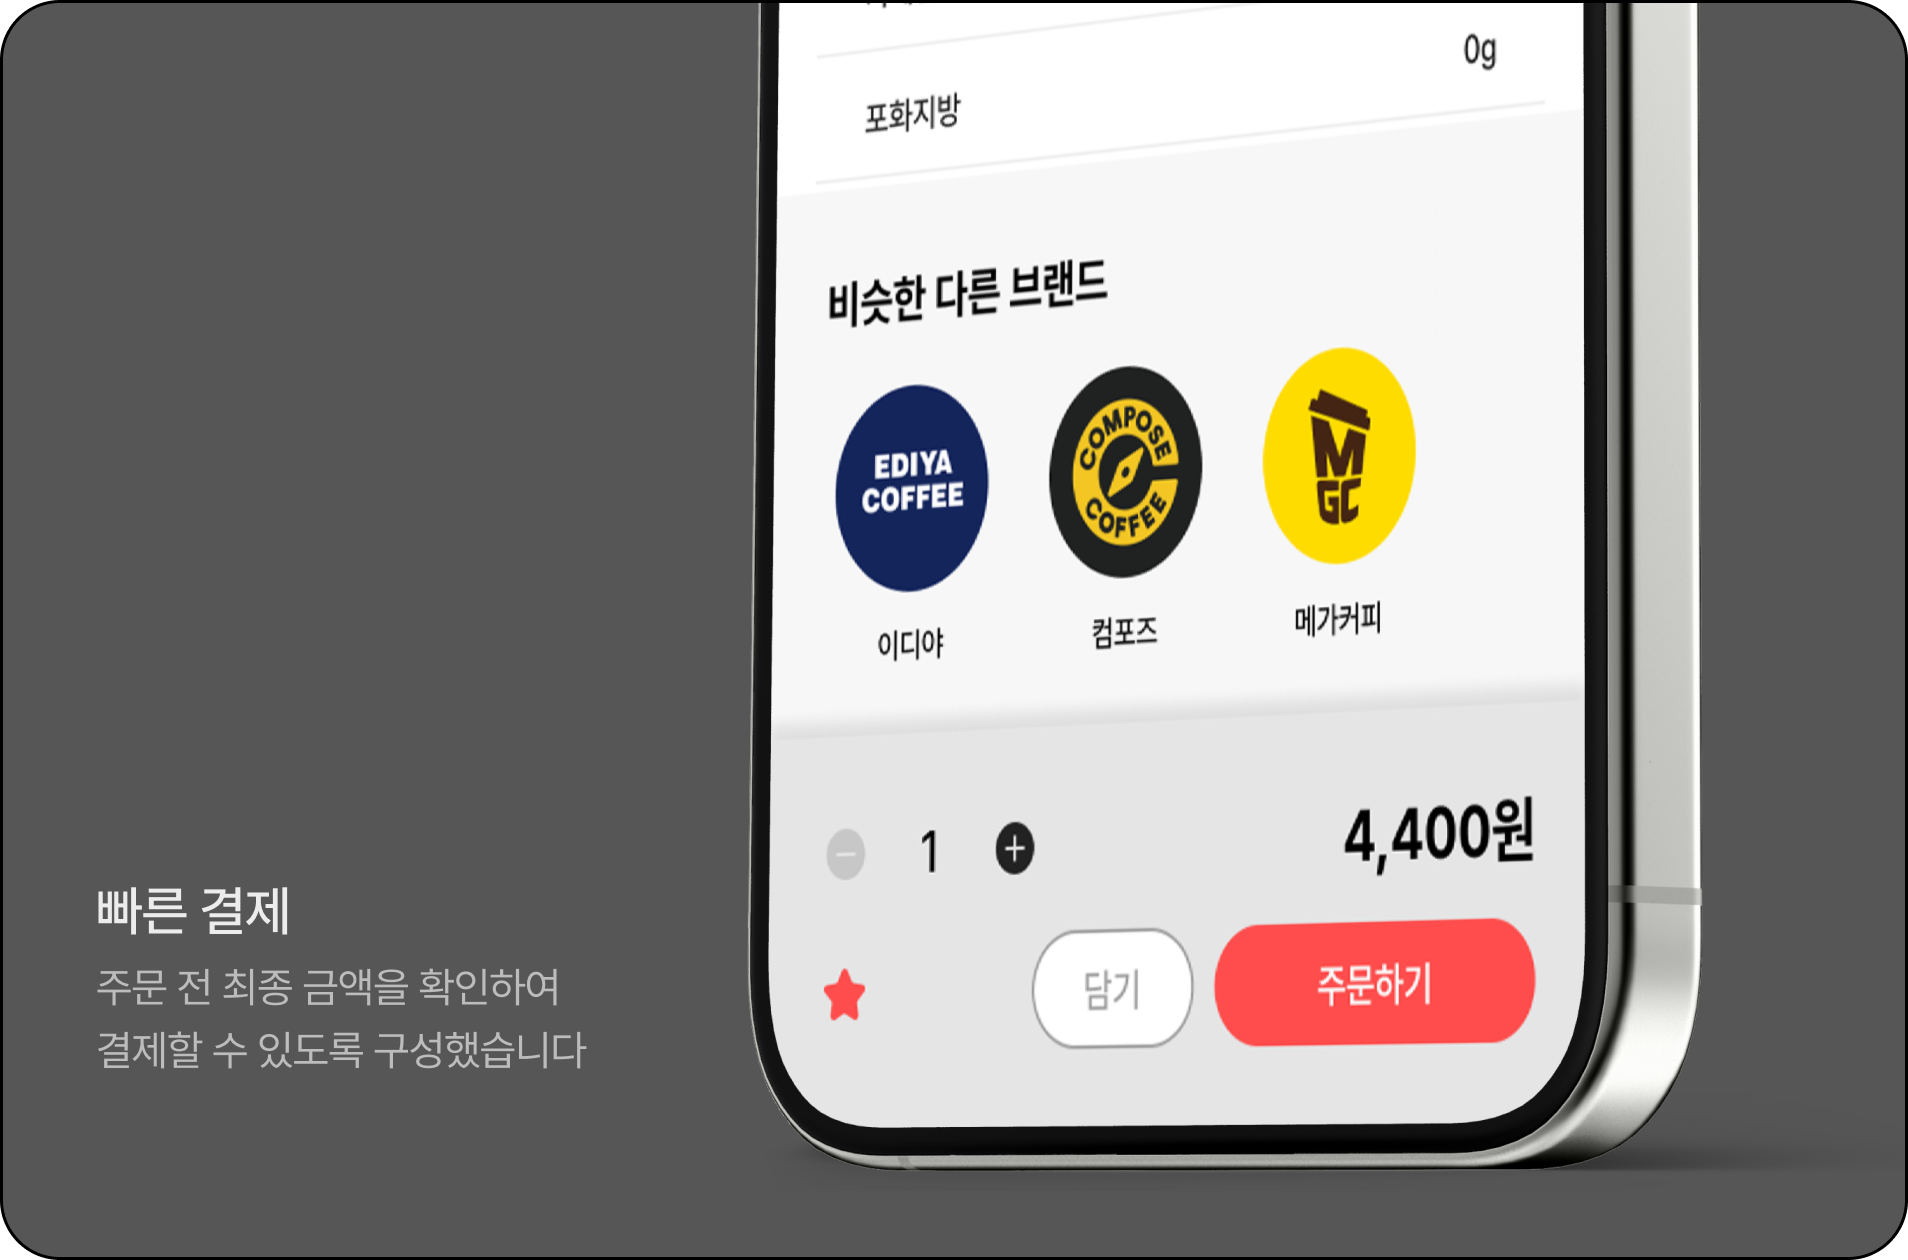 0g
포화지방
비슷한 다른 브랜드
EDIYA
COFFEE
COMPOSE
COFFEE
M
GC
이디야
컴포즈
메가커피
1
4,400원
담기
주문하기
빠른 결제
주문 전 최종 금액을 확인하여
결제할 수 있도록 구성했습니다